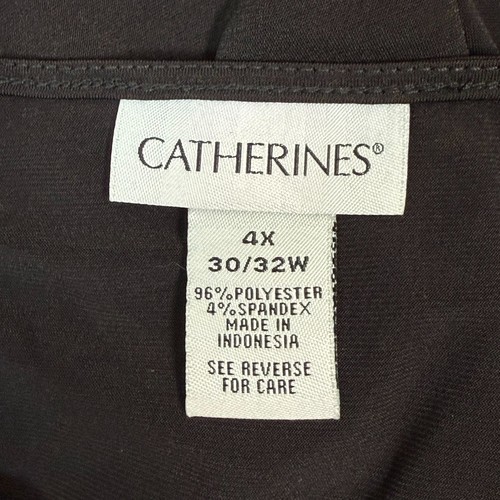 CATHERINES®
4X
30/32W
96%POLYESTER
4%SPANDEX
MADE IN
INDONESIA
SEE REVERSE
FOR CARE